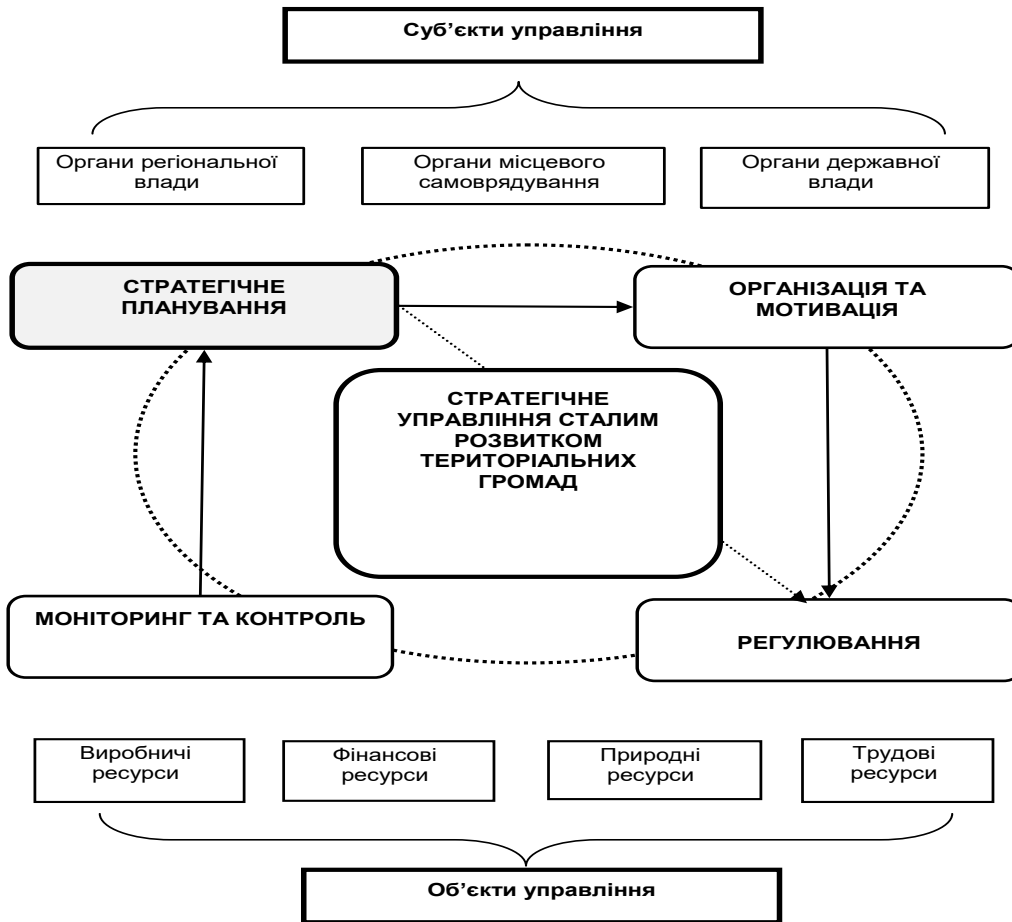 Суб’єкти управління
Органи регіональної
влади
Органи місцевого
самоврядування
Органи державної
влади
СТРАТЕГІЧНЕ
ПЛАНУВАННЯ
ОРГАНІЗАЦІЯ ТА
МОТИВАЦІЯ
СТРАТЕГІЧНЕ
УПРАВЛІННЯ СТАЛИМ
РОЗВИТКОМ
ТЕРИТОРІАЛЬНИХ
ГРОМАД
МОНІТОРИНГ ТА КОНТРОЛЬ
РЕГУЛЮВАННЯ
Виробничі
ресурси
Фінансові
ресурси
Природні
ресурси
Трудові
ресурси
Об’єкти управління